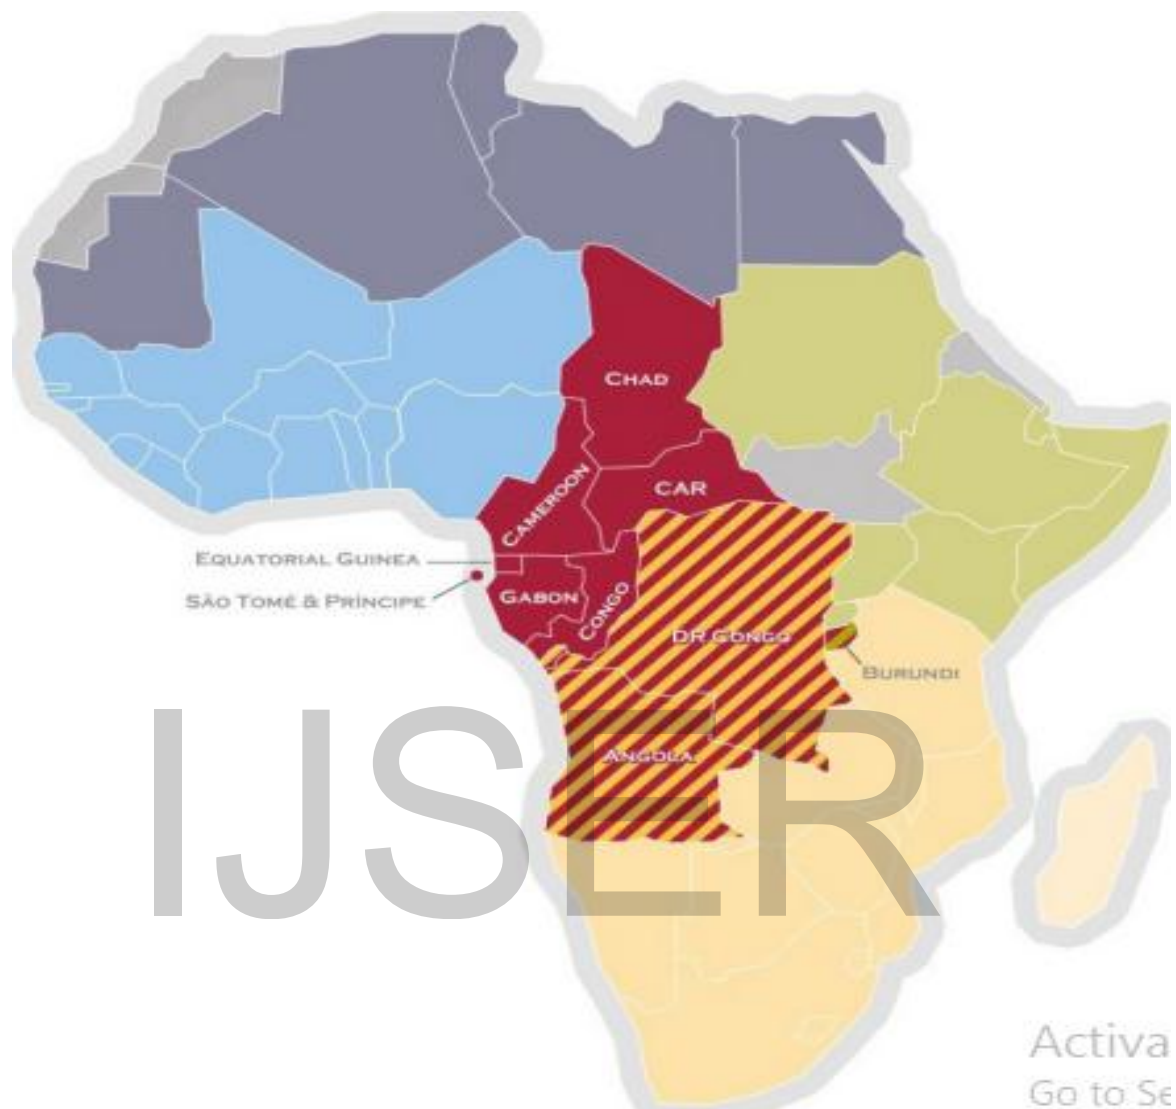 CHAD
CAR
CAMEROON
EQUATORIAL GUINEA
SÃO TOMÉ & PRÍNCIPE
GABON
CONGO
DR CONGO
BURUNDI
ANGOLA
IJSER
Activa
Go to Se